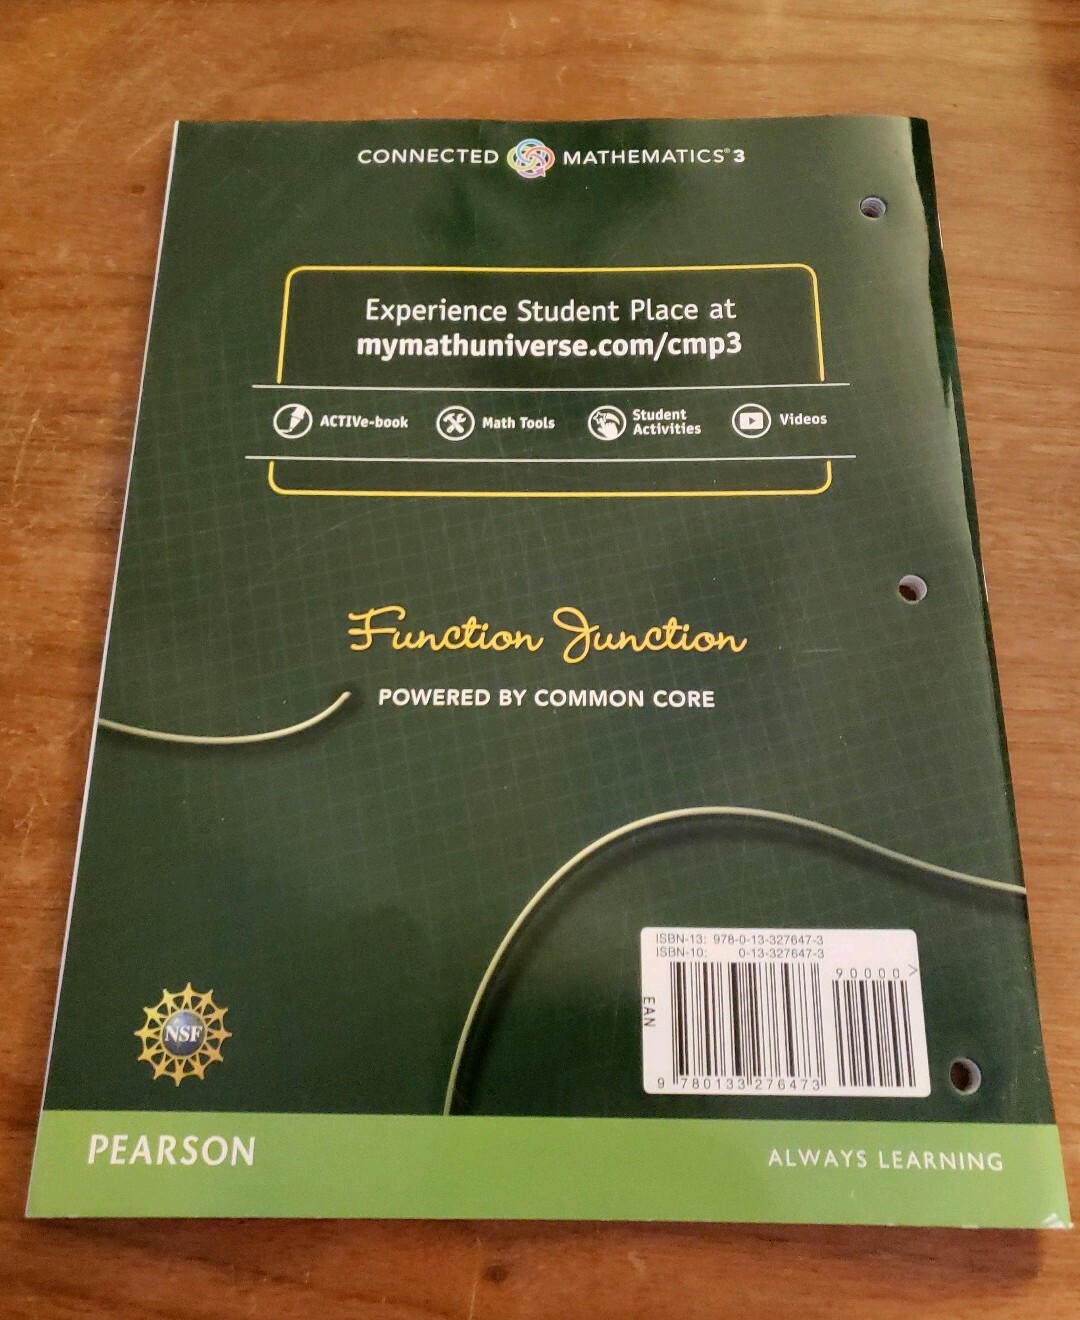 CONNECTED MATHEMATICS® 3
Experience Student Place at
mymathuniverse.com/cmp3
ACTIVe-book
Math Tools
Student
Activities
Videos
Function Junction
POWERED BY COMMON CORE
ISBN-13: 978-0-13-327647-3
ISBN-10: 0-13-327647-3
90000>
EAN
9 780133 276473
NSF
PEARSON
ALWAYS LEARNING